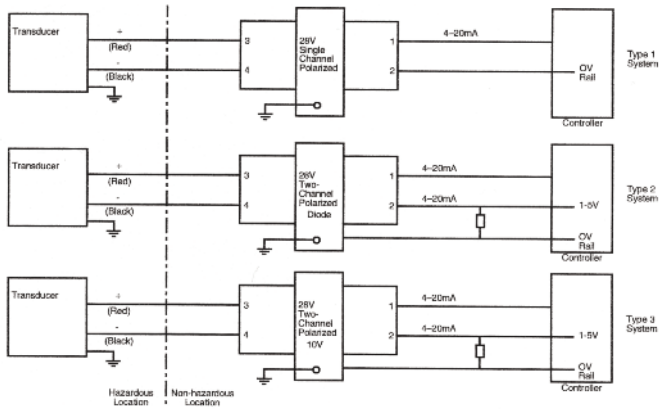 Transducer
+
(Red)
-
(Black)
3
4
28V
Single
Channel
Polarized
1
2
4–20mA
OV
Rail
Controller
Type 1
System
Transducer
+
(Red)
-
(Black)
3
4
28V
Two-
Channel
Polarized
Diode
1
2
4–20mA
4–20mA
1-5V
OV
Rail
Controller
Type 2
System
Transducer
+
(Red)
-
(Black)
3
4
28V
Two-
Channel
Polarized
10V
1
2
4–20mA
4–20mA
1-5V
OV
Rail
Controller
Type 3
System
Hazardous
Location
Non-hazardous
Location